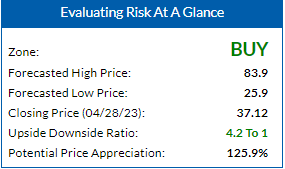 Evaluating Risk At A Glance
Zone: BUY
Forecasted High Price: 83.9
Forecasted Low Price: 25.9
Closing Price (04/28/23): 37.12
Upside Downside Ratio: 4.2 To 1
Potential Price Appreciation: 125.9%